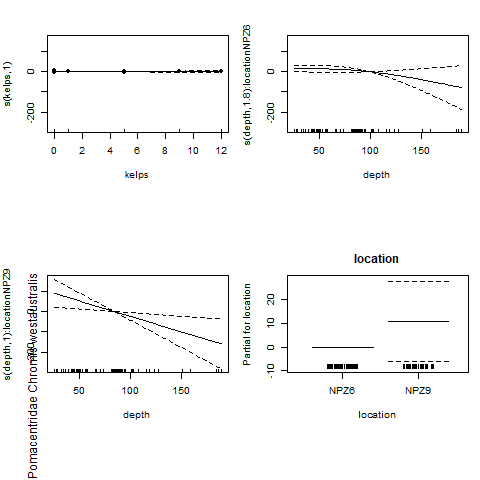 s(kelps,1)
0
-200
0 2 4 6 8 10 12
kelps
s(depth,1.8):locationNPZ6
0
-200
50 100 150
depth
s(depth,1):locationNPZ9
0
50 100 150
depth
Pomacentridae Chromis westaustralis
location
Partial for location
30
20
10
0
-10
NPZ6 NPZ9
location